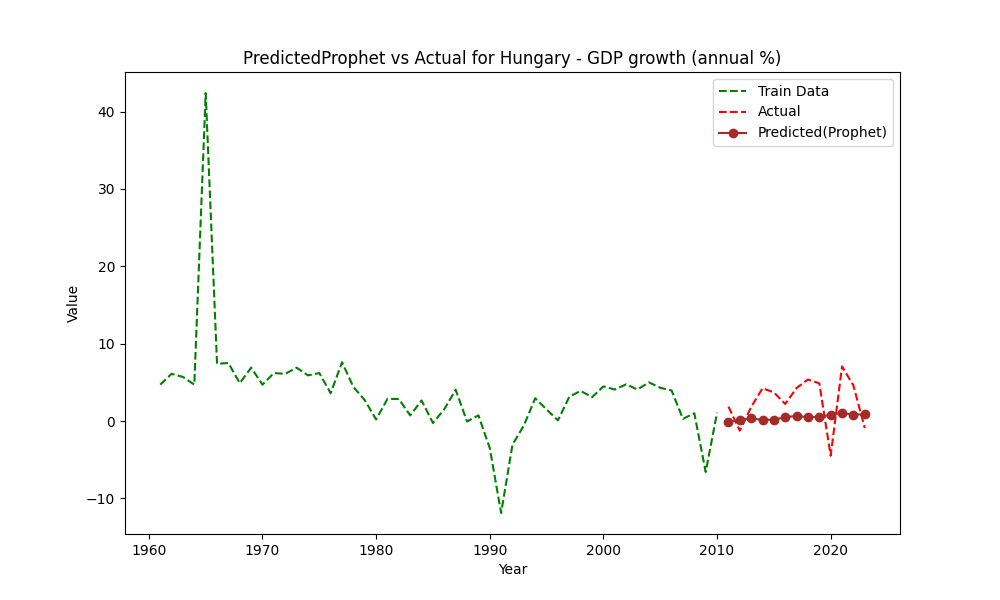 PredictedProphet vs Actual for Hungary - GDP growth (annual %)
Train Data
Actual
Predicted(Prophet)
Value
40
30
20
10
0
−10
1960 1970 1980 1990 2000 2010 2020
Year